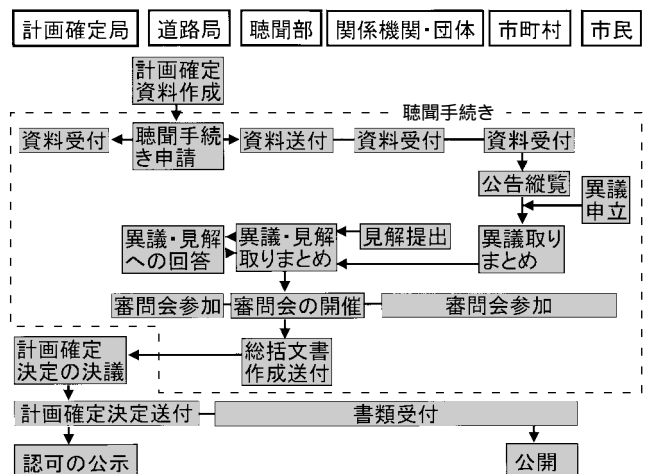 計画確定局 道路局 聴聞部 関係機関・団体 市町村 市民
計画確定
資料作成
聴聞手続き
資料受付 聴聞手続
き申請 資料送付 資料受付 資料受付
公告縦覧 異議
申立
異議・見解
への回答 異議・見解
取りまとめ 見解提出 異議取り
まとめ
審問会参加 審問会の開催 審問会参加
計画確定
決定の決議 総括文書
作成送付
計画確定決定送付 書類受付
認可の公示 公開